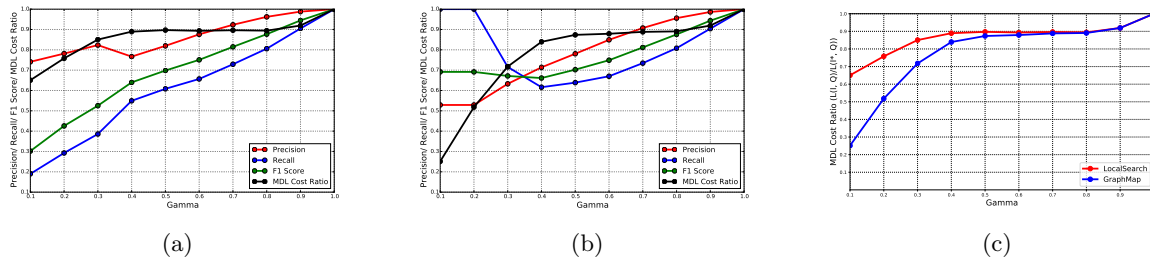 Precision/ Recall/ F1 Score/ MDL Cost Ratio
1.0
0.9
0.8
0.7
0.6
0.5
0.4
0.3
0.2
0.1
0.1 0.2 0.3 0.4 0.5 0.6 0.7 0.8 0.9 1.0
Gamma
Precision
Recall
F1 Score
MDL Cost Ratio
(a)
Precision/ Recall/ F1 Score/ MDL Cost Ratio
1.0
0.9
0.8
0.7
0.6
0.5
0.4
0.3
0.2
0.1
0.1 0.2 0.3 0.4 0.5 0.6 0.7 0.8 0.9 1.0
Gamma
Precision
Recall
F1 Score
MDL Cost Ratio
(b)
MDL Cost Ratio (L(I, Q)/L(I*, Q))
1.0
0.9
0.8
0.7
0.6
0.5
0.4
0.3
0.2
0.1
0.1 0.2 0.3 0.4 0.5 0.6 0.7 0.8 0.9
Gamma
LocalSearch
GraphMap
(c)